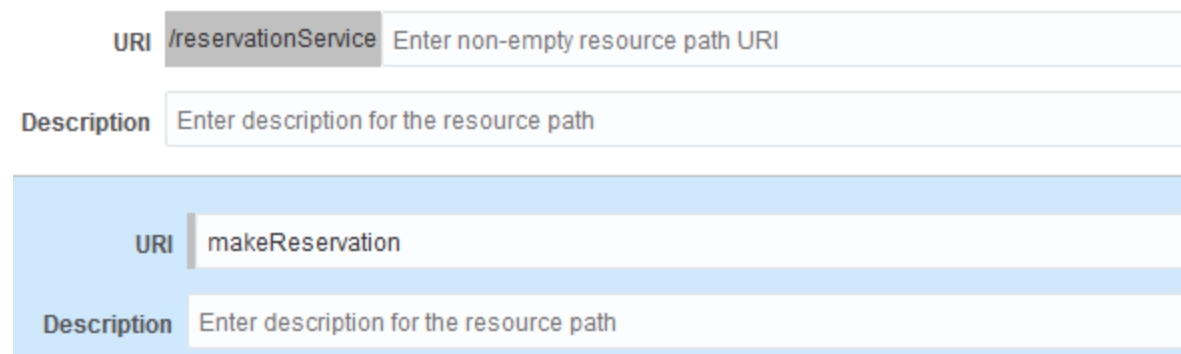 URI /reservationService Enter non-empty resource path URI
Description Enter description for the resource path
URI makeReservation
Description Enter description for the resource path